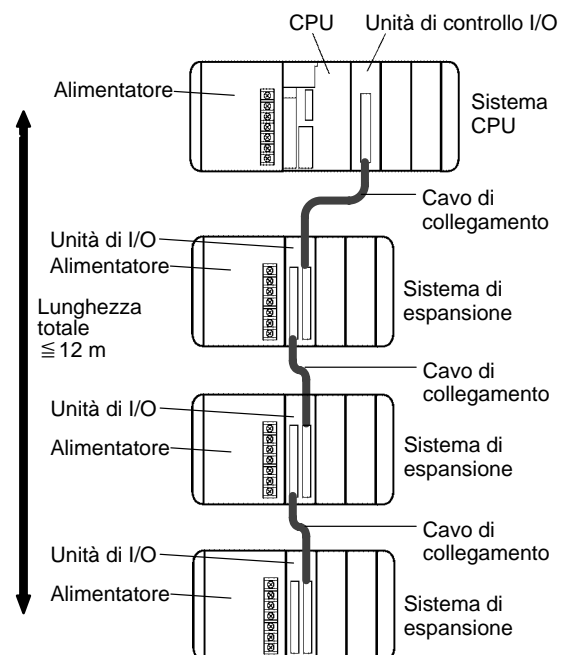 CPU
Unità di controllo I/O
Alimentatore
Sistema
CPU
Cavo di
collegamento
Unità di I/O
Alimentatore
Sistema di
espansione
Lunghezza
totale
≦12 m
Cavo di
collegamento
Unità di I/O
Alimentatore
Sistema di
espansione
Cavo di
collegamento
Unità di I/O
Alimentatore
Sistema di
espansione